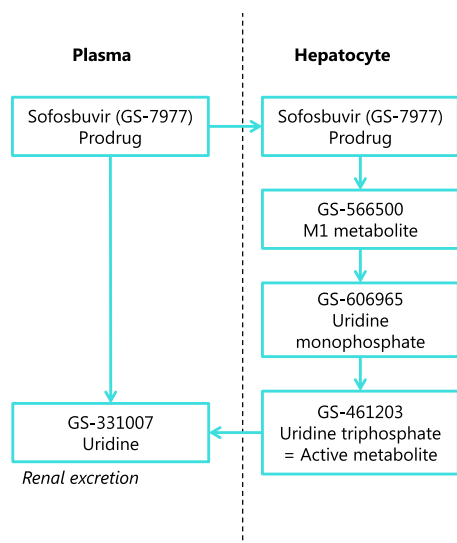 Plasma
Hepatocyte
Sofosbuvir (GS-7977)
Prodrug
Sofosbuvir (GS-7977)
Prodrug
GS-566500
M1 metabolite
GS-606965
Uridine
monophosphate
GS-331007
Uridine
GS-461203
Uridine triphosphate
= Active metabolite
Renal excretion